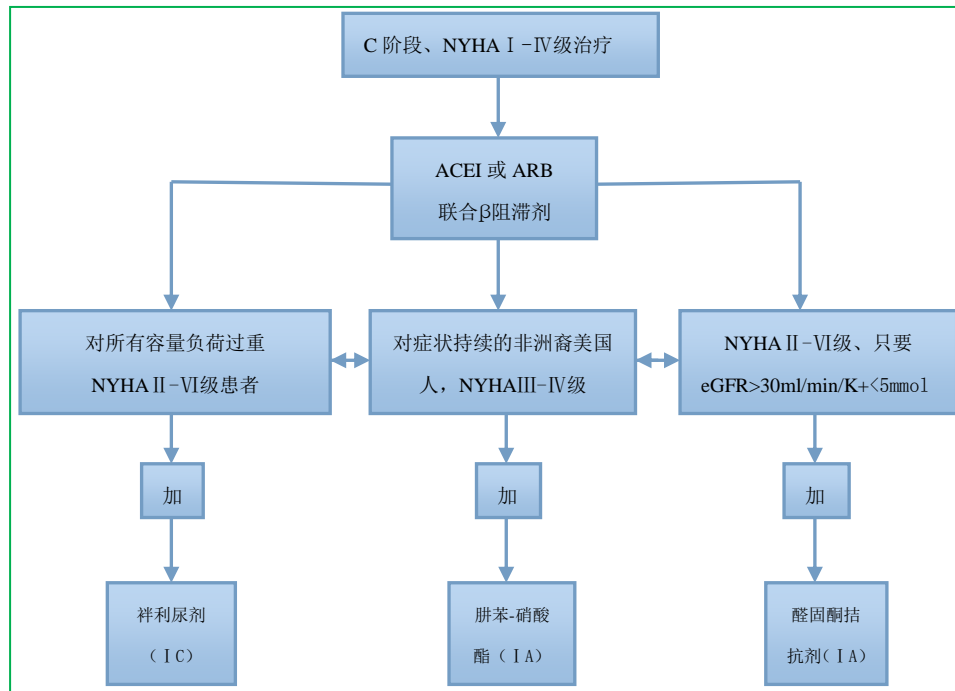 C 阶段、NYHA Ⅰ-Ⅳ级治疗
ACEI 或 ARB
联合β阻滞剂
对所有容量负荷过重
NYHAⅡ-Ⅵ级患者
对症状持续的非洲裔美国
人，NYHAIII-Ⅳ级
NYHAⅡ-Ⅵ级、只要
eGFR>30ml/min/K+<5mmol
加
加
加
袢利尿剂
（ⅠC）
肼苯-硝酸
酯（ⅠA）
醛固酮拮
抗剂（ⅠA）